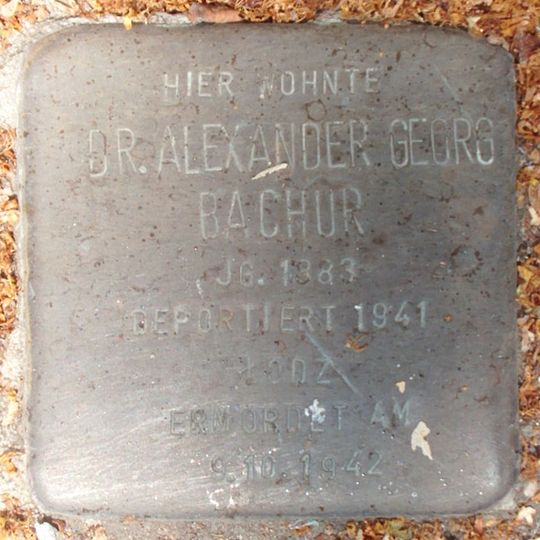 HIER WOHNTE
DR. ALEXANDER GEORG
BACHUR
JG. 1883
DEPORTIERT 1941
LODZ
ERMORDET AM
9.10.1942